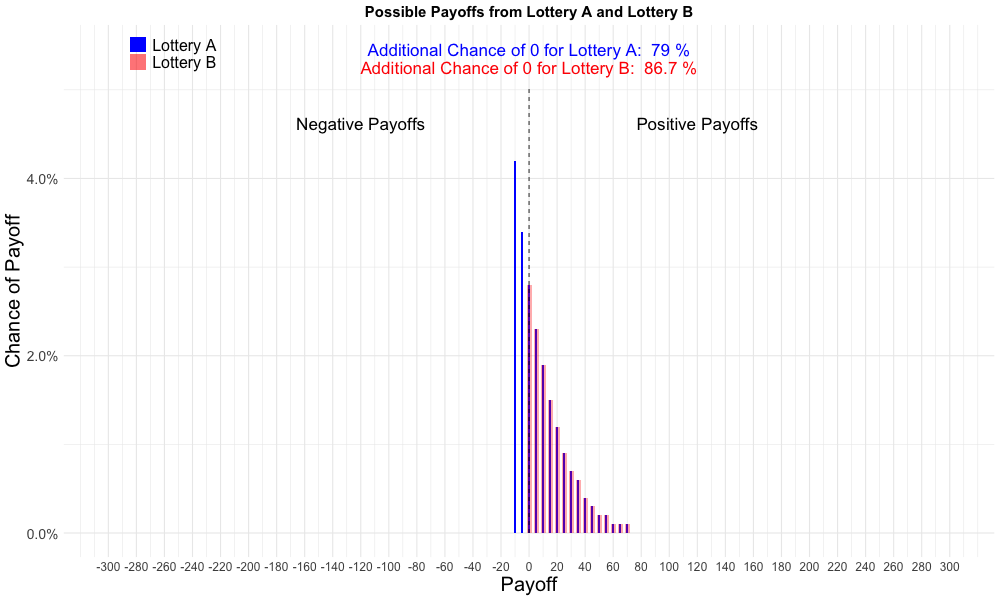 Possible Payoffs from Lottery A and Lottery B
Lottery A
Lottery B
Additional Chance of 0 for Lottery A:  79 %
Additional Chance of 0 for Lottery B:  86.7 %
Negative Payoffs
Positive Payoffs
Chance of Payoff
4.0%
2.0%
0.0%
-300 -280 -260 -240 -220 -200 -180 -160 -140 -120 -100 -80 -60 -40 -20 0 20 40 60 80 100 120 140 160 180 200 220 240 260 280 300
Payoff